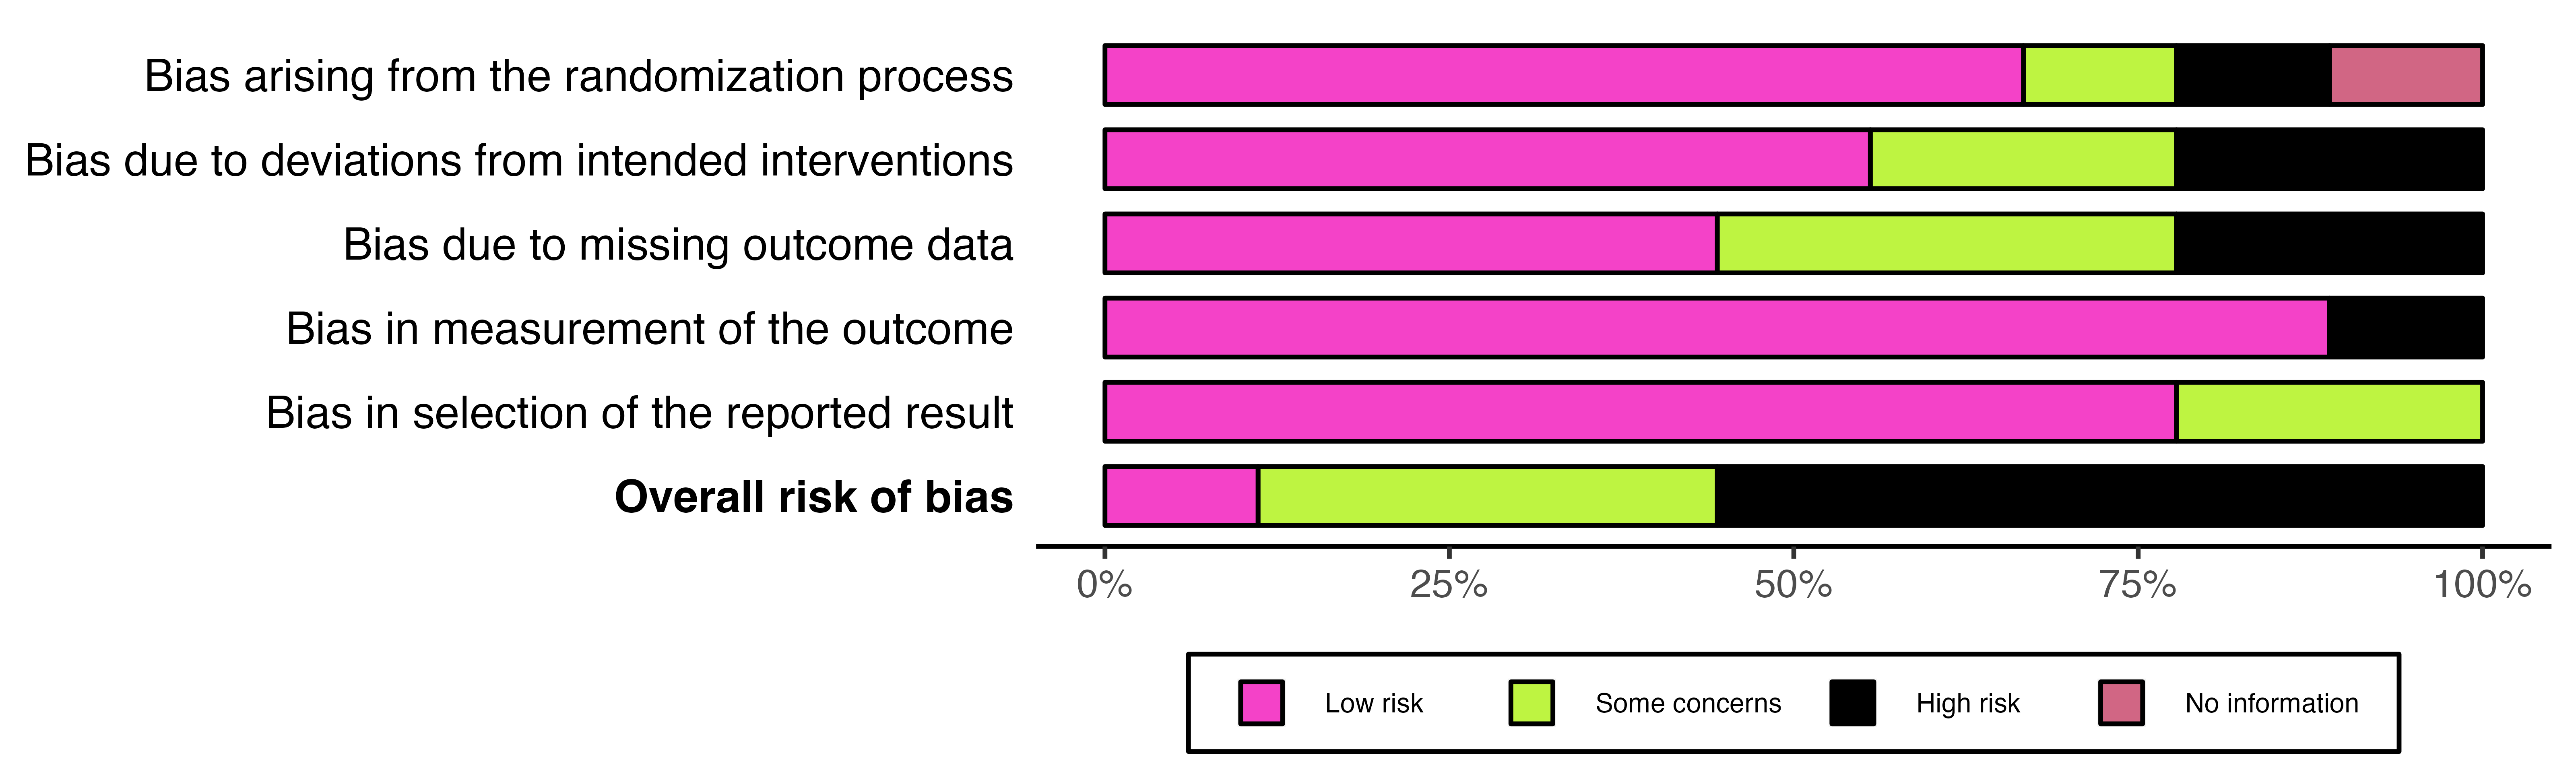 Bias arising from the randomization process
Bias due to deviations from intended interventions
Bias due to missing outcome data
Bias in measurement of the outcome
Bias in selection of the reported result
Overall risk of bias
0% 25% 50% 75% 100%
Low risk Some concerns High risk No information